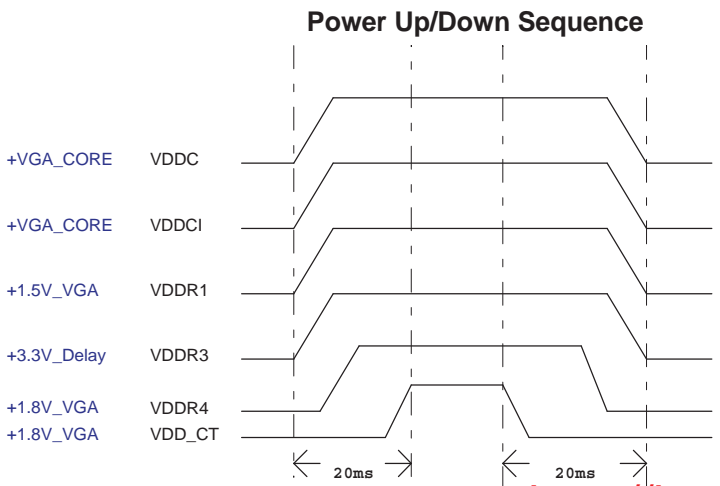 Power Up/Down Sequence
+VGA_CORE VDDC
+VGA_CORE VDDCI
+1.5V_VGA VDDR1
+3.3V_Delay VDDR3
+1.8V_VGA VDDR4
+1.8V_VGA VDD_CT
20ms 20ms